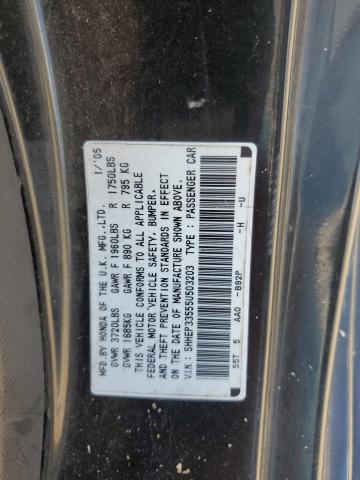 MFD. BY HONDA OF THE U.K. MFG.,LTD. 1/'05
GVWR 3720LBS GAWR F 1960LBS R 1750LBS
GVWR 1685KG GAWR F 890 KG R 795 KG
THIS VEHICLE CONFORMS TO ALL APPLICABLE
FEDERAL MOTOR VEHICLE SAFETY, BUMPER,
AND THEFT PREVENTION STANDARDS IN EFFECT
ON THE DATE OF MANUFACTURE SHOWN ABOVE.
V.I.N.: SHHEP33555U503203 TYPE : PASSENGER CAR
S5T 5 AA0 -B92P -H -U